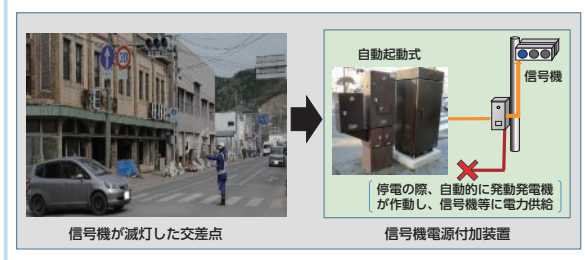 自動起動式
信号機
停電の際、自動的に発動発電機
が作動し、信号機等に電力供給
信号機が滅灯した交差点
信号機電源付加装置